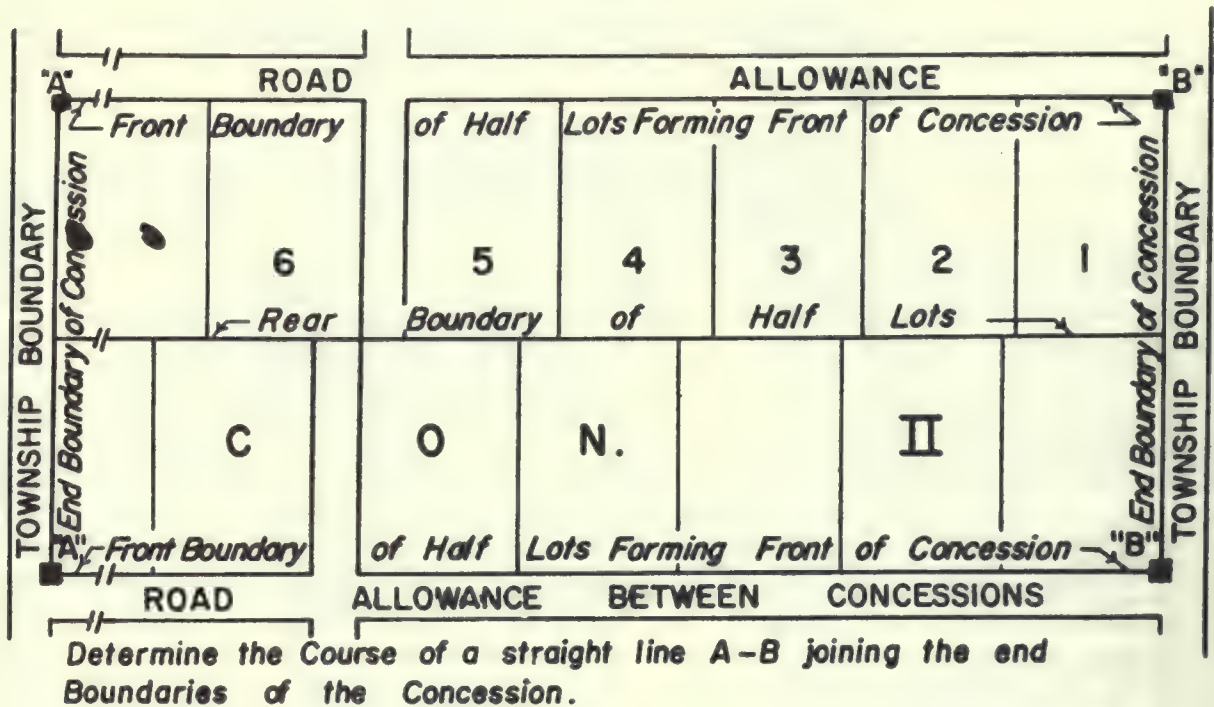 ROAD ALLOWANCE
"A" "B"
Front Boundary of Half Lots Forming Front of Concession
End Boundary of Concession
End Boundary of Concession
TOWNSHIP BOUNDARY
TOWNSHIP BOUNDARY
6 5 4 3 2 1
Rear Boundary of Half Lots
C O N. II
"A" Front Boundary of Half Lots Forming Front of Concession "B"
ROAD ALLOWANCE BETWEEN CONCESSIONS
Determine the Course of a straight line A-B joining the end
Boundaries of the Concession.